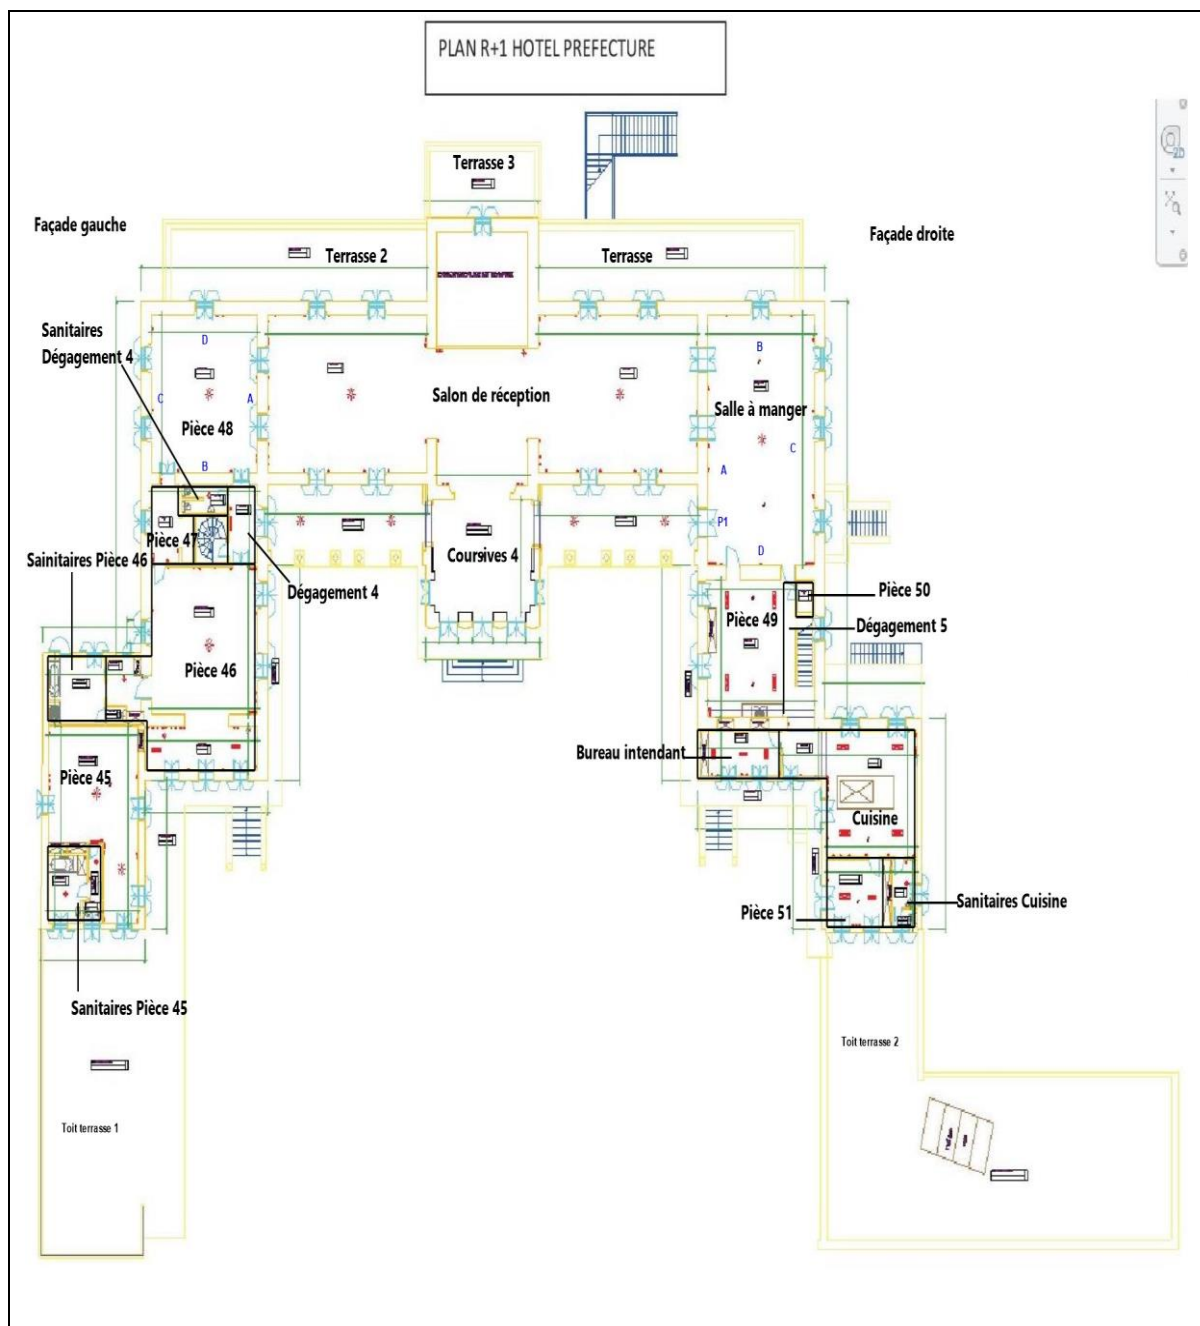 PLAN R+1 HOTEL PREFECTURE
2D
Terrasse 3
Façade gauche
Façade droite
Terrasse 2
Terrasse
Sanitaires
Dégagement 4
D
B
C
A
Salon de réception
Salle à manger
Pièce 48
C
B
A
P1
Pièce 47
Coursives 4
D
Sainitaires Pièce 46
Dégagement 4
Pièce 50
Pièce 49
Dégagement 5
Pièce 46
Bureau intendant
Pièce 45
Cuisine
Pièce 51
Sanitaires Cuisine
Sanitaires Pièce 45
Toit terrasse 2
Toit terrasse 1